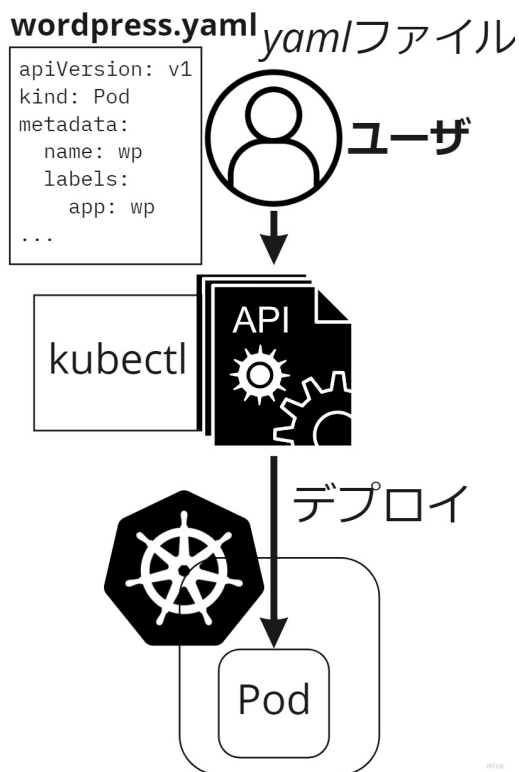 wordpress.yaml
yamlファイル
apiVersion: v1
kind: Pod
metadata:
  name: wp
  labels:
    app: wp
...
ユーザ
API
kubectl
デプロイ
Pod
miro